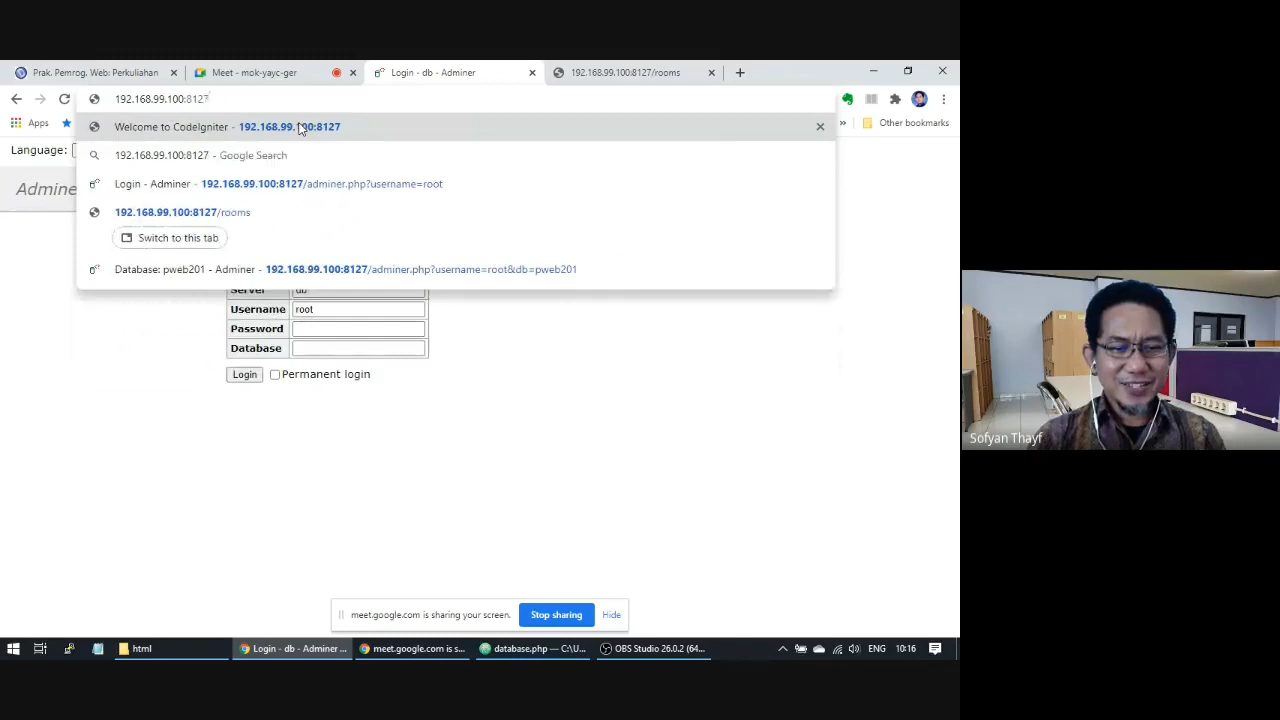 Prak. Pemrog. Web: Perkuliahan
Meet - mok-yayc-ger
Login - db - Adminer
192.168.99.100:8127/rooms
192.168.99.100:8127
Welcome to CodeIgniter - 192.168.99.100:8127
Apps
Other bookmarks
192.168.99.100:8127 - Google Search
Language:
Login - Adminer - 192.168.99.100:8127/adminer.php?username=root
Admine
192.168.99.100:8127/rooms
Switch to this tab
Database: pweb201 - Adminer - 192.168.99.100:8127/adminer.php?username=root&db=pweb201
Server db
Username root
Password
Database
Login Permanent login
Sofyan Thayf
meet.google.com is sharing your screen. Stop sharing Hide
html
Login - db - Adminer ...
meet.google.com is s...
database.php — C:\U...
OBS Studio 26.0.2 (64...
ENG
10:16